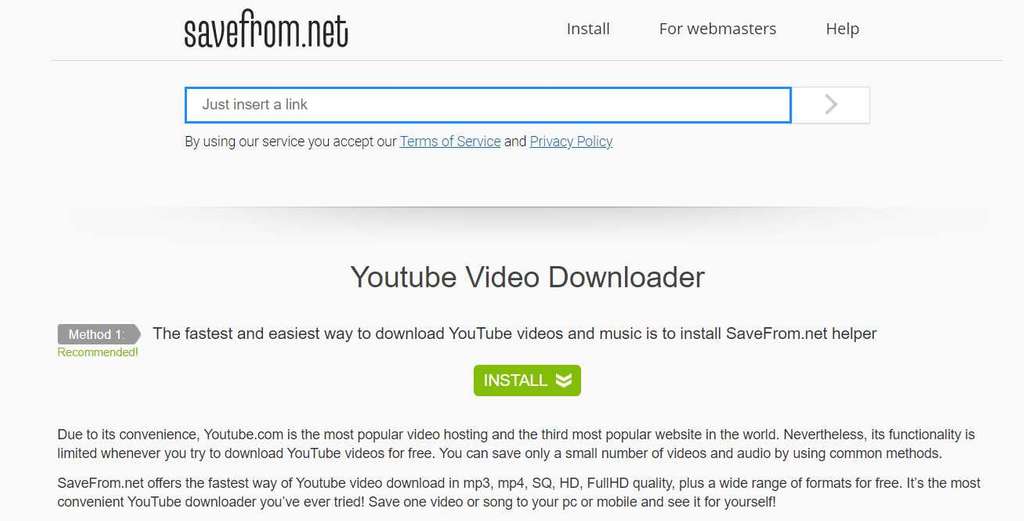 savefrom.net Install For webmasters Help
Just insert a link
By using our service you accept our Terms of Service and Privacy Policy
Youtube Video Downloader
Method 1: The fastest and easiest way to download YouTube videos and music is to install SaveFrom.net helper
Recommended!
INSTALL
Due to its convenience, Youtube.com is the most popular video hosting and the third most popular website in the world. Nevertheless, its functionality is
limited whenever you try to download YouTube videos for free. You can save only a small number of videos and audio by using common methods.
SaveFrom.net offers the fastest way of Youtube video download in mp3, mp4, SQ, HD, FullHD quality, plus a wide range of formats for free. It's the most
convenient YouTube downloader you've ever tried! Save one video or song to your pc or mobile and see it for yourself!